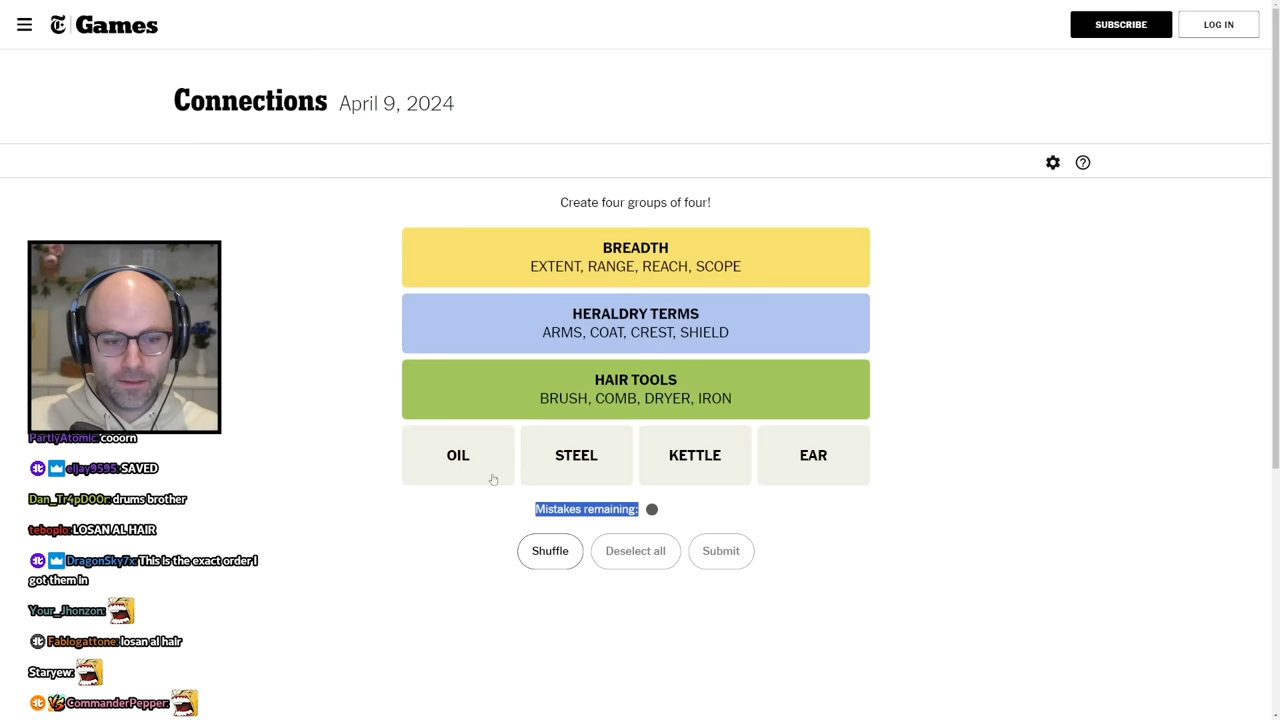 Games
SUBSCRIBE
LOG IN
Connections April 9, 2024
Create four groups of four!
BREADTH
EXTENT, RANGE, REACH, SCOPE
HERALDRY TERMS
ARMS, COAT, CREST, SHIELD
HAIR TOOLS
BRUSH, COMB, DRYER, IRON
OIL STEEL KETTLE EAR
Mistakes remaining:
Shuffle Deselect all Submit
PartlyAtomic: cooorn
eljay9595: SAVED
Dan_Tr4pD00r: drums brother
tebopio: LOSAN AL HAIR
DragonSky7x: This is the exact order I
got them in
Your_Jhonzon:
Fabiogattone: losan al hair
Staryew:
CommanderPepper: